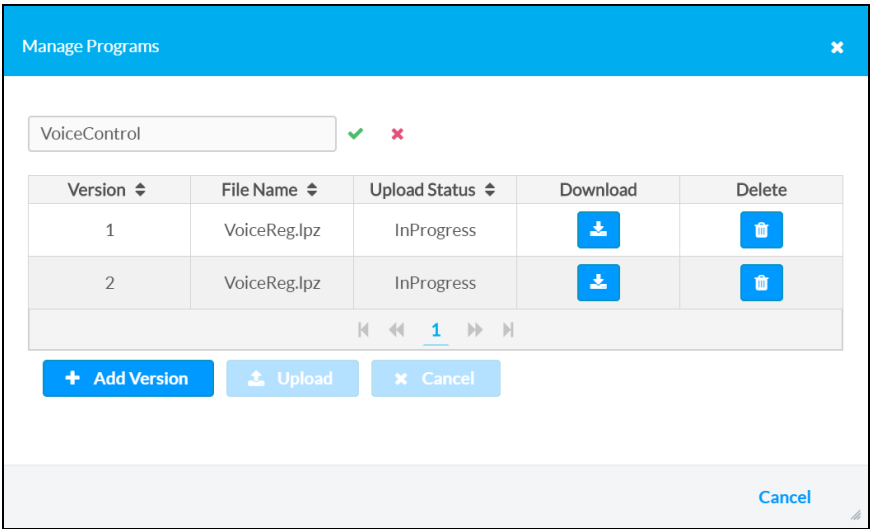 Manage Programs
VoiceControl
Version File Name Upload Status Download Delete
1 VoiceReg.lpz InProgress
2 VoiceReg.lpz InProgress
1
Add Version Upload Cancel
Cancel